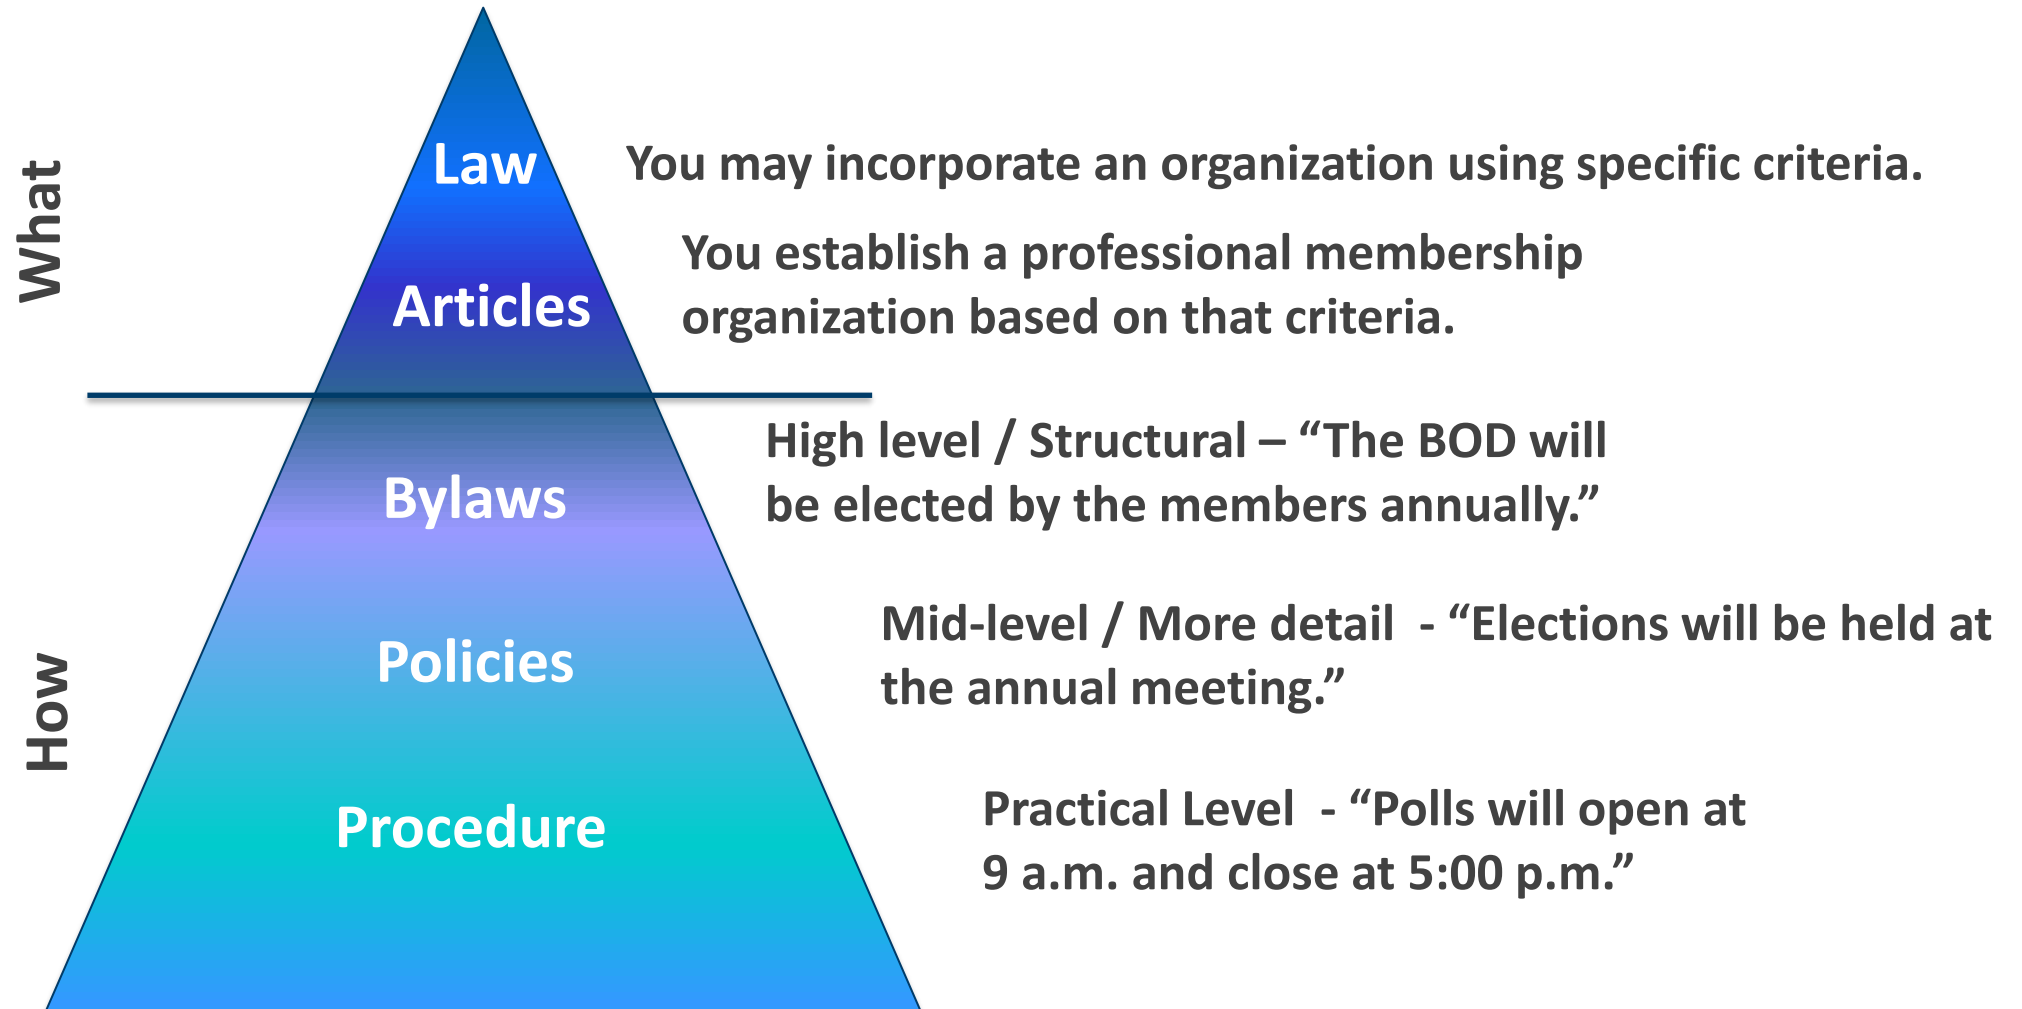 What
Law
You may incorporate an organization using specific criteria.
Articles
You establish a professional membership
organization based on that criteria.
How
Bylaws
High level / Structural – “The BOD will
be elected by the members annually.”
Policies
Mid-level / More detail  - “Elections will be held at
the annual meeting.”
Procedure
Practical Level  - “Polls will open at
9 a.m. and close at 5:00 p.m.”